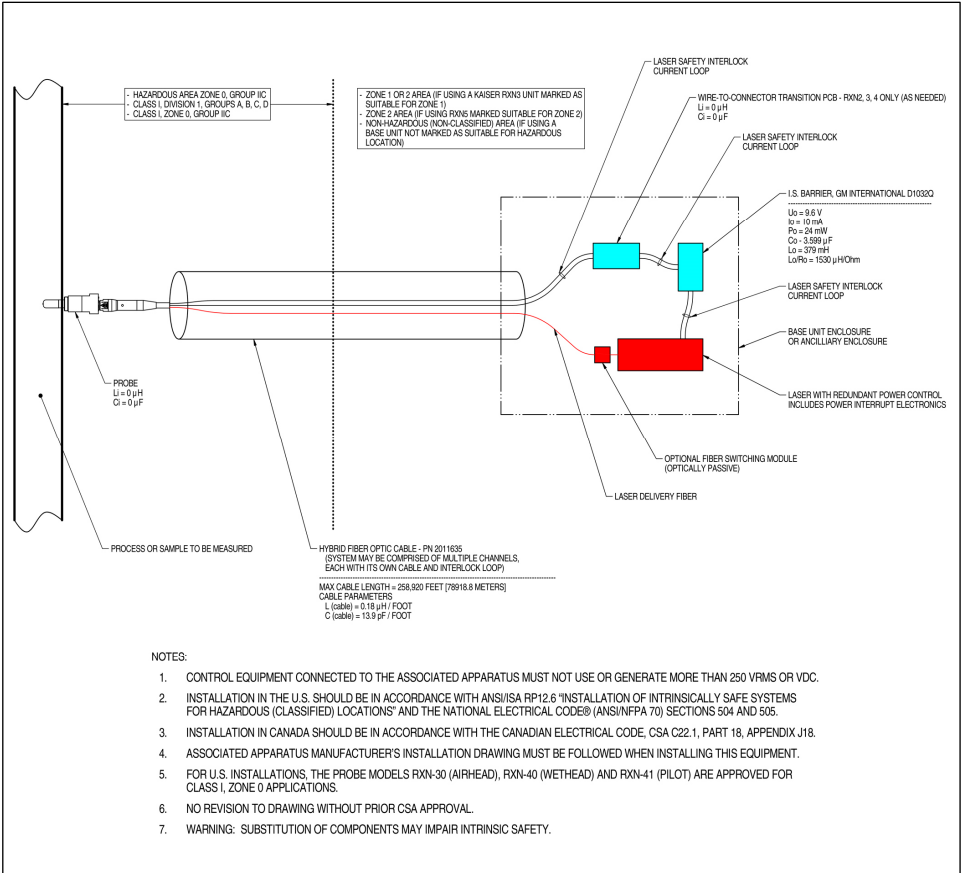 LASER SAFETY INTERLOCK
CURRENT LOOP
- HAZARDOUS AREA ZONE 0, GROUP IIC
- CLASS I, DIVISION 1, GROUPS A, B, C, D
- CLASS I, ZONE 0, GROUP IIC
- ZONE 1 OR 2 AREA (IF USING A KAISER RXN3 UNIT MARKED AS
SUITABLE FOR ZONE 1)
- ZONE 2 AREA (IF USING RXN5 MARKED SUITABLE FOR ZONE 2)
- NON-HAZARDOUS (NON-CLASSIFIED) AREA (IF USING A
BASE UNIT NOT MARKED AS SUITABLE FOR HAZARDOUS
LOCATION)
WIRE-TO-CONNECTOR TRANSITION PCB - RXN2, 3, 4 ONLY (AS NEEDED)
Li = 0 µH
Ci = 0 µF
LASER SAFETY INTERLOCK
CURRENT LOOP
I.S. BARRIER, GM INTERNATIONAL D1032Q
Uo = 9.6 V
Io = 10 mA
Po = 24 mW
Co - 3.599 µF
Lo = 379 mH
Lo/Ro = 1530 µH/Ohm
LASER SAFETY INTERLOCK
CURRENT LOOP
BASE UNIT ENCLOSURE
OR ANCILLIARY ENCLOSURE
PROBE
Li = 0 µH
Ci = 0 µF
LASER WITH REDUNDANT POWER CONTROL
INCLUDES POWER INTERRUPT ELECTRONICS
OPTIONAL FIBER SWITCHING MODULE
(OPTICALLY PASSIVE)
LASER DELIVERY FIBER
PROCESS OR SAMPLE TO BE MEASURED
HYBRID FIBER OPTIC CABLE - PN 2011635
(SYSTEM MAY BE COMPRISED OF MULTIPLE CHANNELS,
EACH WITH ITS OWN CABLE AND INTERLOCK LOOP)
MAX CABLE LENGTH = 258,920 FEET [78918.8 METERS]
CABLE PARAMETERS
L (cable) = 0.18 µH / FOOT
C (cable) = 13.9 pF / FOOT
NOTES:
1. CONTROL EQUIPMENT CONNECTED TO THE ASSOCIATED APPARATUS MUST NOT USE OR GENERATE MORE THAN 250 VRMS OR VDC.
2. INSTALLATION IN THE U.S. SHOULD BE IN ACCORDANCE WITH ANSI/ISA RP12.6 "INSTALLATION OF INTRINSICALLY SAFE SYSTEMS
FOR HAZARDOUS (CLASSIFIED) LOCATIONS" AND THE NATIONAL ELECTRICAL CODE® (ANSI/NFPA 70) SECTIONS 504 AND 505.
3. INSTALLATION IN CANADA SHOULD BE IN ACCORDANCE WITH THE CANADIAN ELECTRICAL CODE, CSA C22.1, PART 18, APPENDIX J18.
4. ASSOCIATED APPARATUS MANUFACTURER'S INSTALLATION DRAWING MUST BE FOLLOWED WHEN INSTALLING THIS EQUIPMENT.
5. FOR U.S. INSTALLATIONS, THE PROBE MODELS RXN-30 (AIRHEAD), RXN-40 (WETHEAD) AND RXN-41 (PILOT) ARE APPROVED FOR
CLASS I, ZONE 0 APPLICATIONS.
6. NO REVISION TO DRAWING WITHOUT PRIOR CSA APPROVAL.
7. WARNING: SUBSTITUTION OF COMPONENTS MAY IMPAIR INTRINSIC SAFETY.